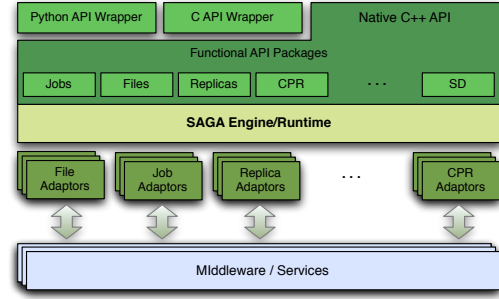 Python API Wrapper C API Wrapper Native C++ API
Functional API Packages
Jobs Files Replicas CPR . . . SD
SAGA Engine/Runtime
File Adaptors Job Adaptors Replica Adaptors . . . CPR Adaptors
MIddleware / Services